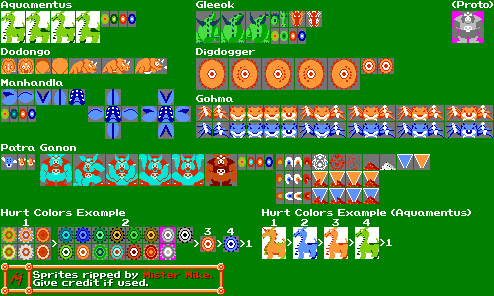 Aquamentus
Gleeok
(Proto)
Dodongo
Digdogger
Manhandla
Gohma
Patra Ganon
Hurt Colors Example
1 2 3 4
>1
Hurt Colors Example (Aquamentus)
1 2 3 4
> > > >1
Sprites ripped by Mister Mike.
Give credit if used.